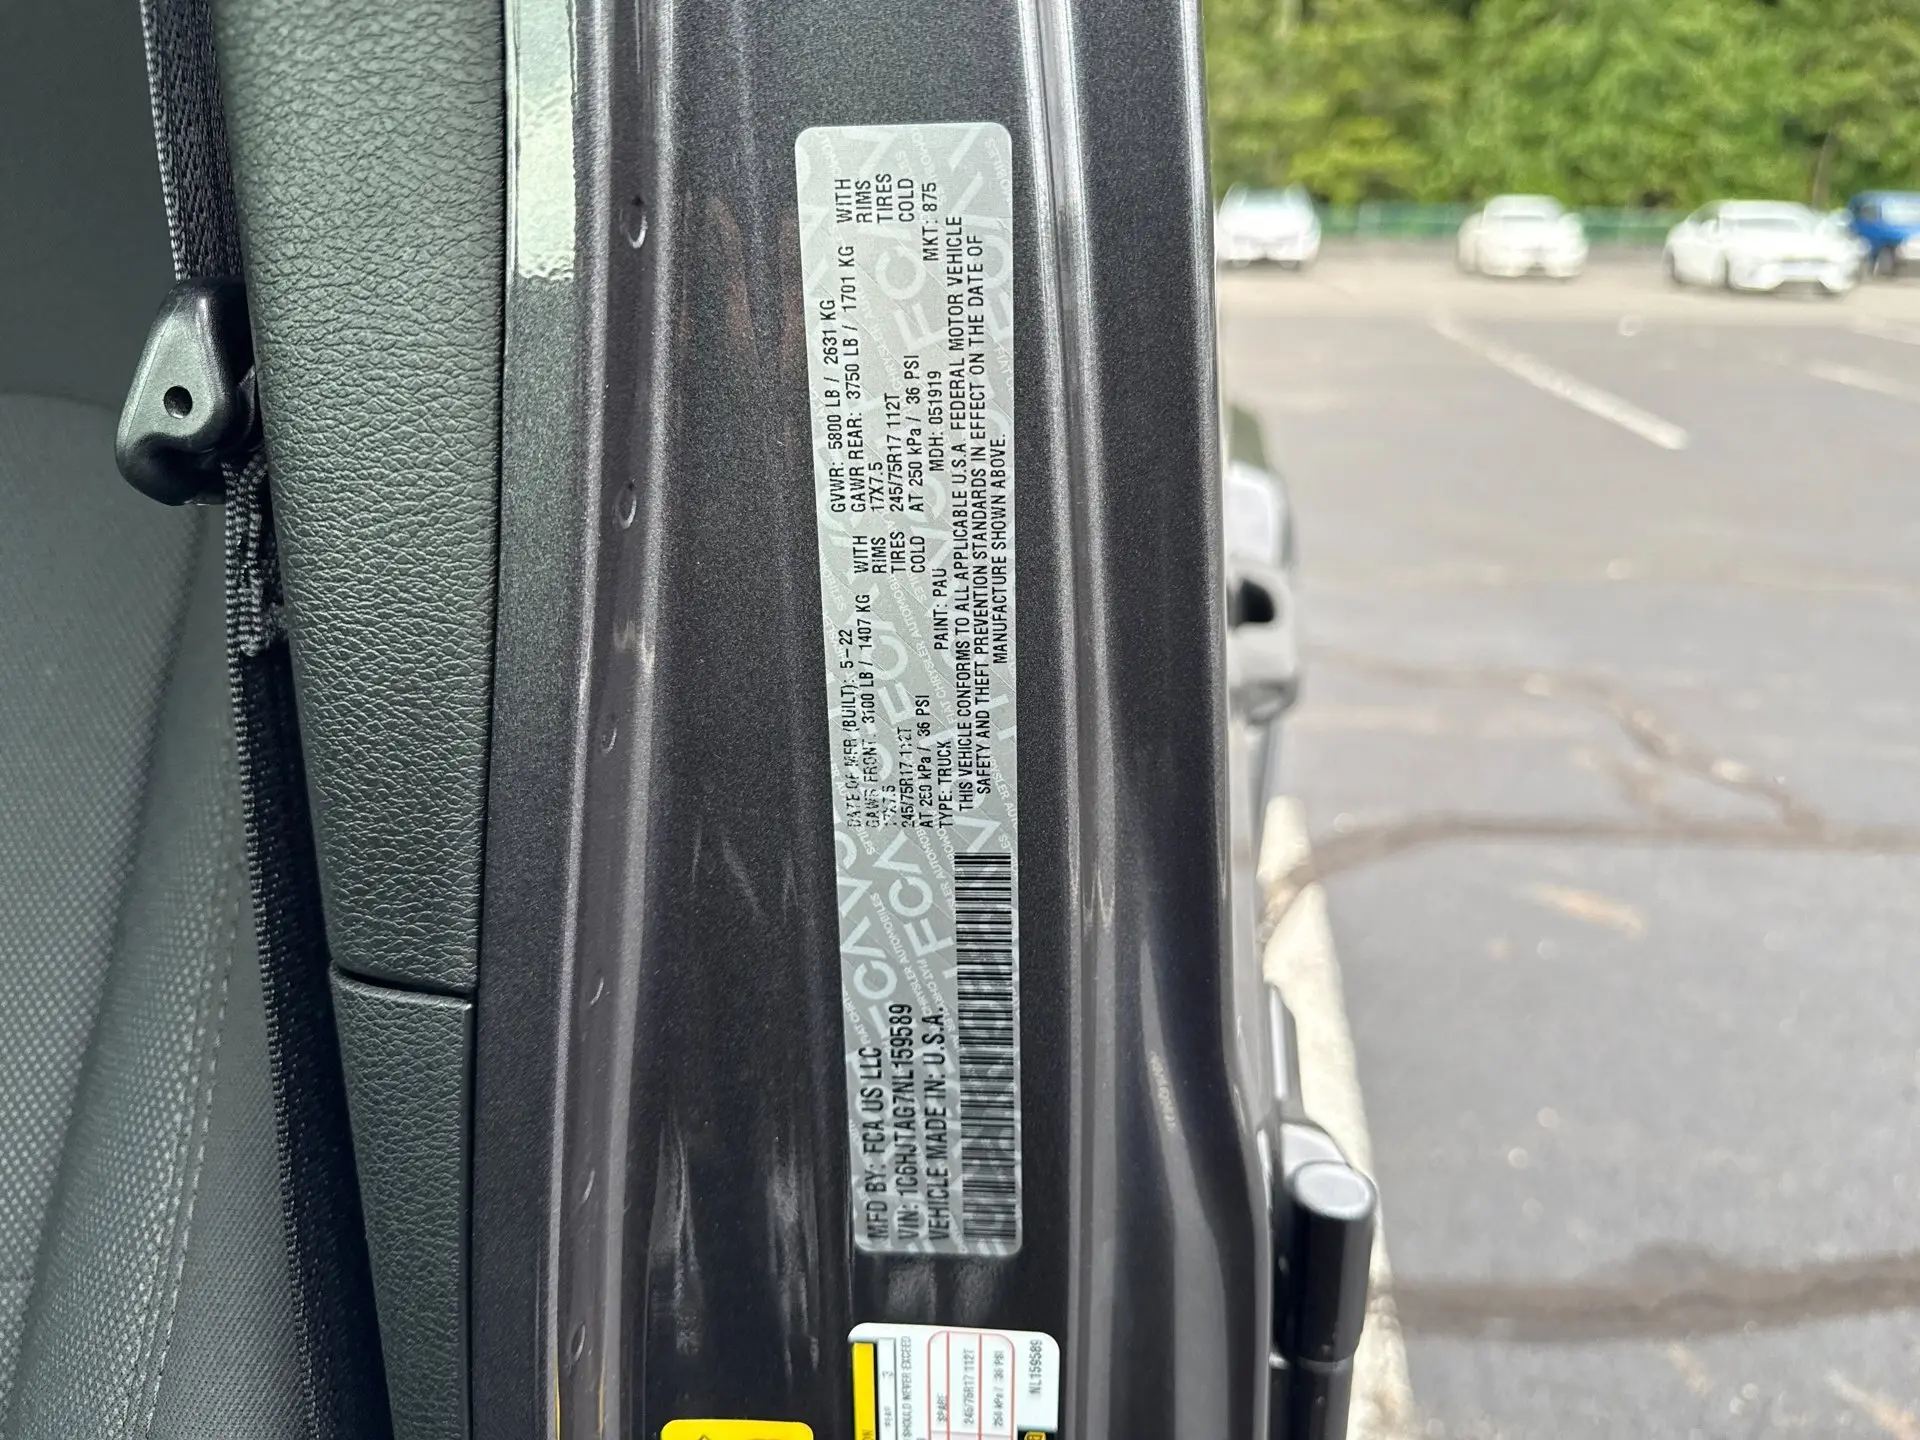 MFD BY: FCA US LLC
VIN: 1C6HJTAG7NL159589
VEHICLE MADE IN: U.S.A.
DATE OF MFR (BUILT): 5-22 GVWR: 5800 LB / 2631 KG
GAWR FRONT: 3100 LB / 1407 KG WITH GAWR REAR: 3750 LB / 1701 KG WITH
17X7.5 RIMS 17X7.5 RIMS
245/75R17 112T TIRES 245/75R17 112T TIRES
AT 250 kPa / 36 PSI COLD AT 250 kPa / 36 PSI COLD
TYPE: TRUCK PAINT: PAU MDH: 051919 MKT: 875
THIS VEHICLE CONFORMS TO ALL APPLICABLE U.S.A. FEDERAL MOTOR VEHICLE
SAFETY AND THEFT PREVENTION STANDARDS IN EFFECT ON THE DATE OF
MANUFACTURE SHOWN ABOVE.
REAR 3
SHOULD NEVER EXCEED
SPARE
245/75R17 112T
250 kPa / 36 PSI
NL159589